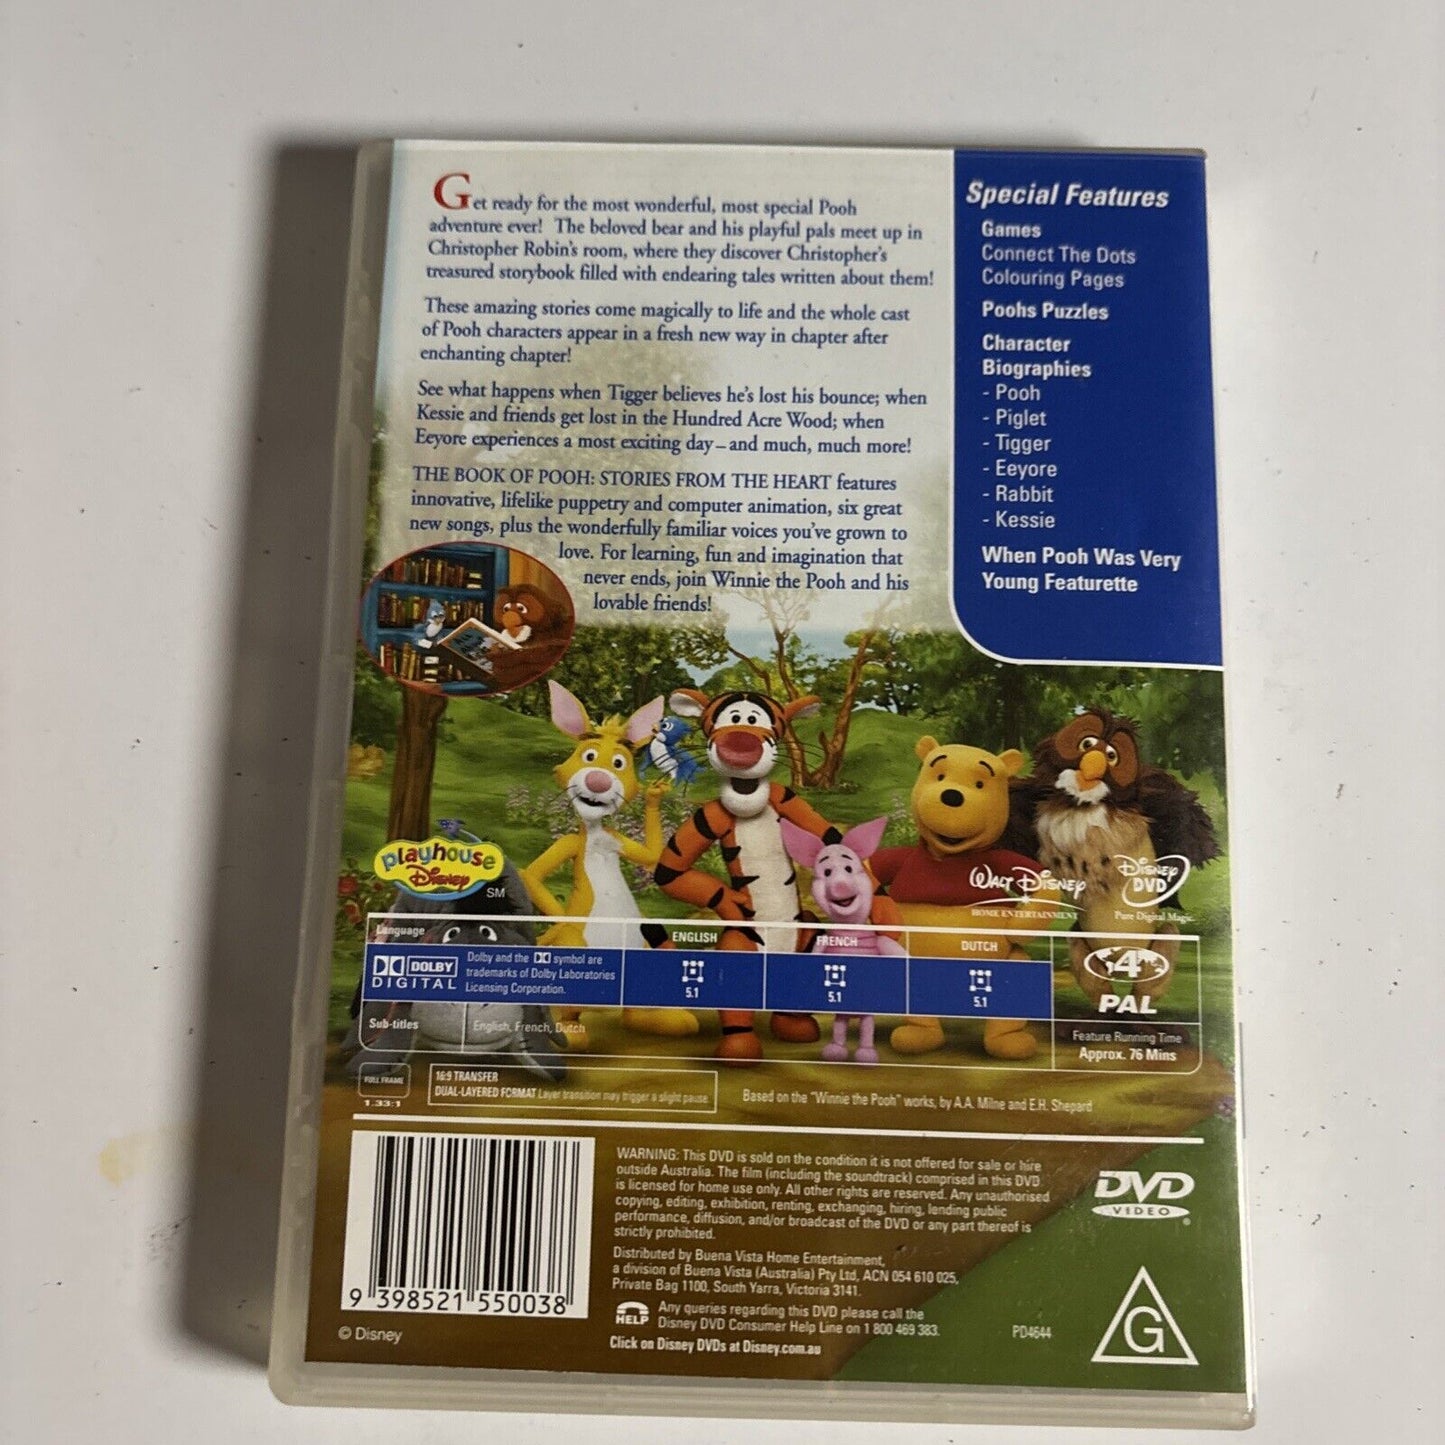 Get ready for the most wonderful, most special Pooh
adventure ever! The beloved bear and his playful pals meet up in
Christopher Robin's room, where they discover Christopher's
treasured storybook filled with endearing tales written about them!
These amazing stories come magically to life and the whole cast
of Pooh characters appear in a fresh new way in chapter after
enchanting chapter!
See what happens when Tigger believes he's lost his bounce; when
Kessie and friends get lost in the Hundred Acre Wood; when
Eeyore experiences a most exciting day – and much, much more!
THE BOOK OF POOH: STORIES FROM THE HEART features
innovative, lifelike puppetry and computer animation, six great
new songs, plus the wonderfully familiar voices you've grown to
love. For learning, fun and imagination that
never ends, join Winnie the Pooh and his
lovable friends!
Special Features
Games
Connect The Dots
Colouring Pages
Poohs Puzzles
Character
Biographies
- Pooh
- Piglet
- Tigger
- Eeyore
- Rabbit
- Kessie
When Pooh Was Very
Young Featurette
playhouse
Disney
SM
WALT DISNEY
HOME ENTERTAINMENT
Disney
DVD
Pure Digital Magic.
Language
ENGLISH
FRENCH
DUTCH
DOLBY
DIGITAL
Dolby and the symbol are
trademarks of Dolby Laboratories
Licensing Corporation.
5.1
5.1
5.1
Sub-titles
English, French, Dutch
4
PAL
Feature Running Time
Approx. 76 Mins
FULL FRAME
1.33:1
16:9 TRANSFER
DUAL-LAYERED FORMAT Layer transition may trigger a slight pause.
Based on the "Winnie the Pooh" works, by A.A. Milne and E.H. Shepard
WARNING: This DVD is sold on the condition it is not offered for sale or hire
outside Australia. The film (including the soundtrack) comprised in this DVD
is licensed for home use only. All other rights are reserved. Any unauthorised
copying, editing, exhibition, renting, exchanging, hiring, lending public
performance, diffusion, and/or broadcast of the DVD or any part thereof is
strictly prohibited.
Distributed by Buena Vista Home Entertainment,
a division of Buena Vista (Australia) Pty Ltd, ACN 054 610 025,
Private Bag 1100, South Yarra, Victoria 3141.
HELP
Any queries regarding this DVD please call the
Disney DVD Consumer Help Line on 1 800 469 383.
Click on Disney DVDs at Disney.com.au
9 398521 550038
© Disney
DVD
VIDEO
PD4644
G